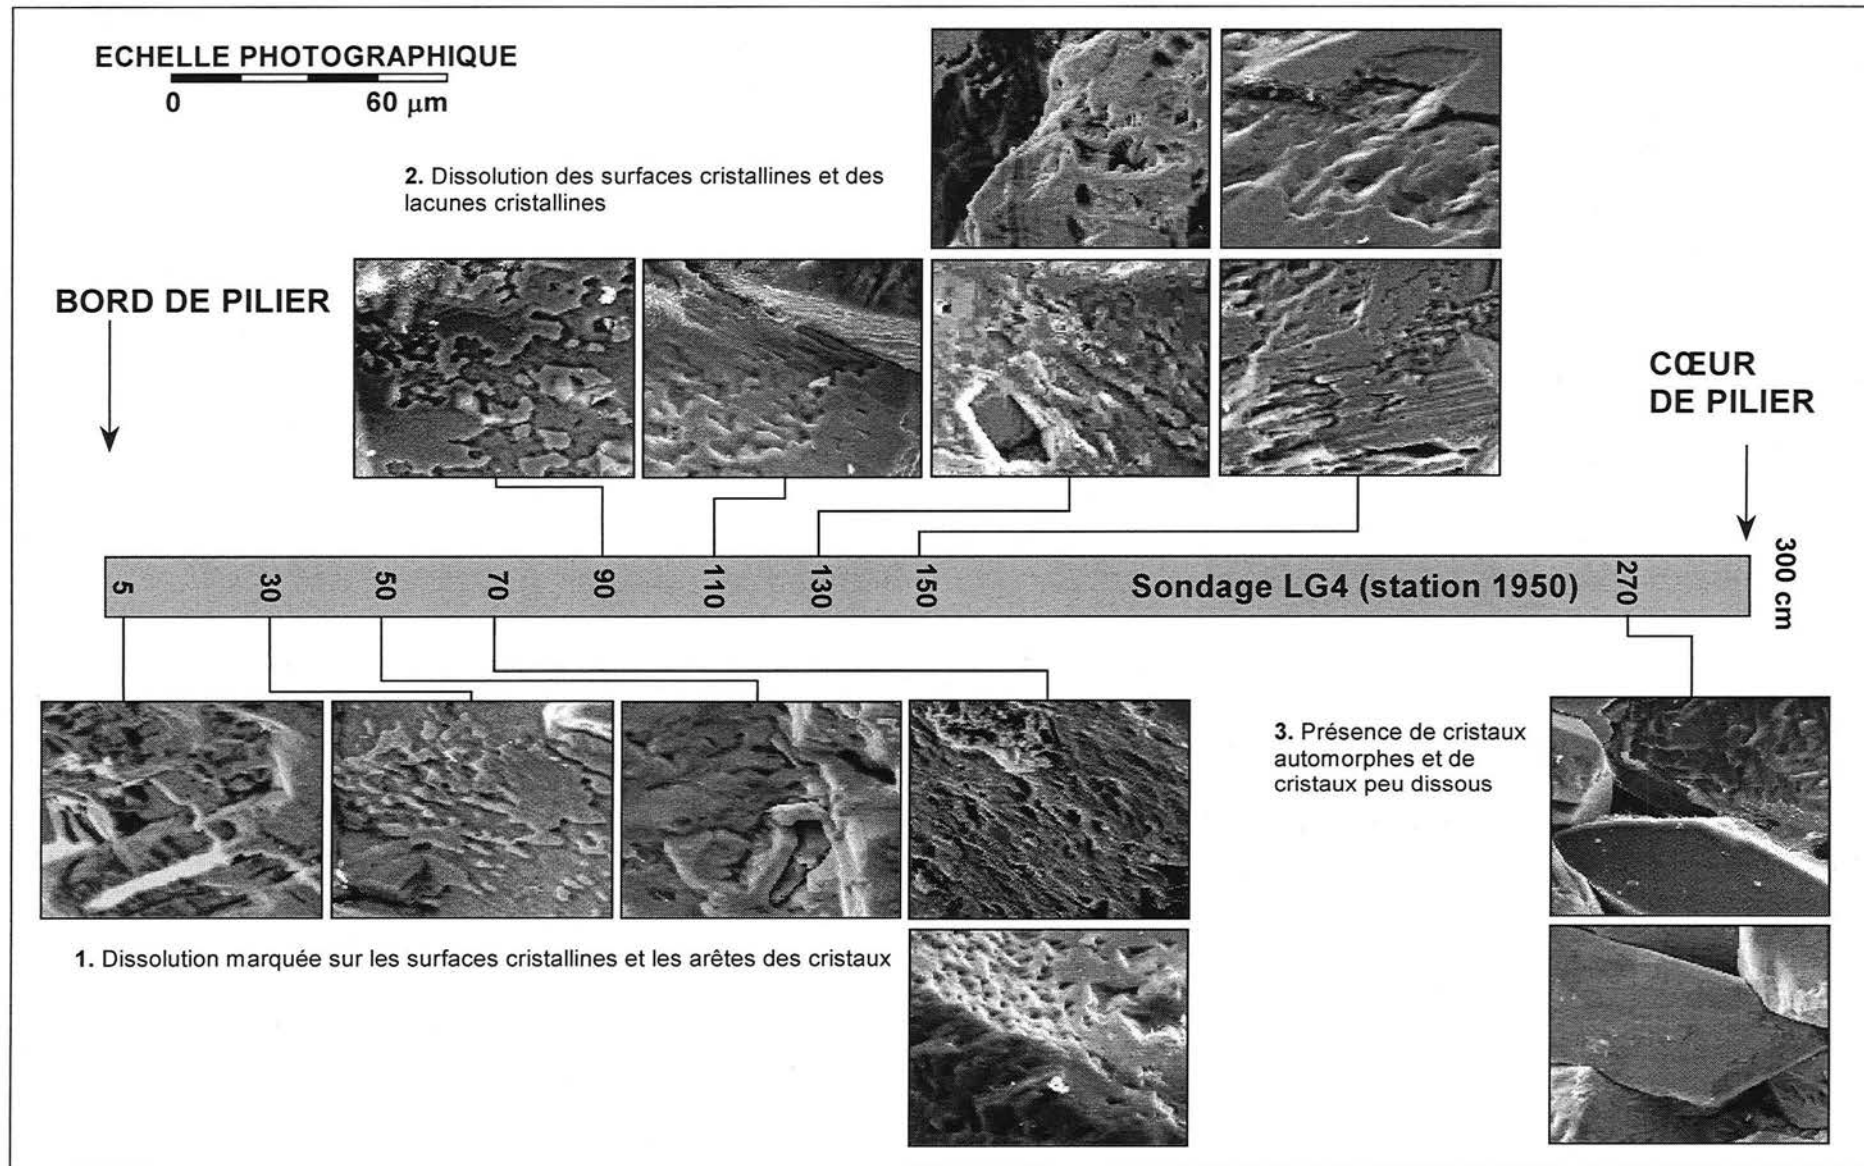 ECHELLE PHOTOGRAPHIQUE
0 60 µm
2. Dissolution des surfaces cristallines et des
lacunes cristallines
BORD DE PILIER
CŒUR
DE PILIER
5 30 50 70 90 110 130 150 Sondage LG4 (station 1950) 270 300 cm
3. Présence de cristaux
automorphes et de
cristaux peu dissous
1. Dissolution marquée sur les surfaces cristallines et les arêtes des cristaux